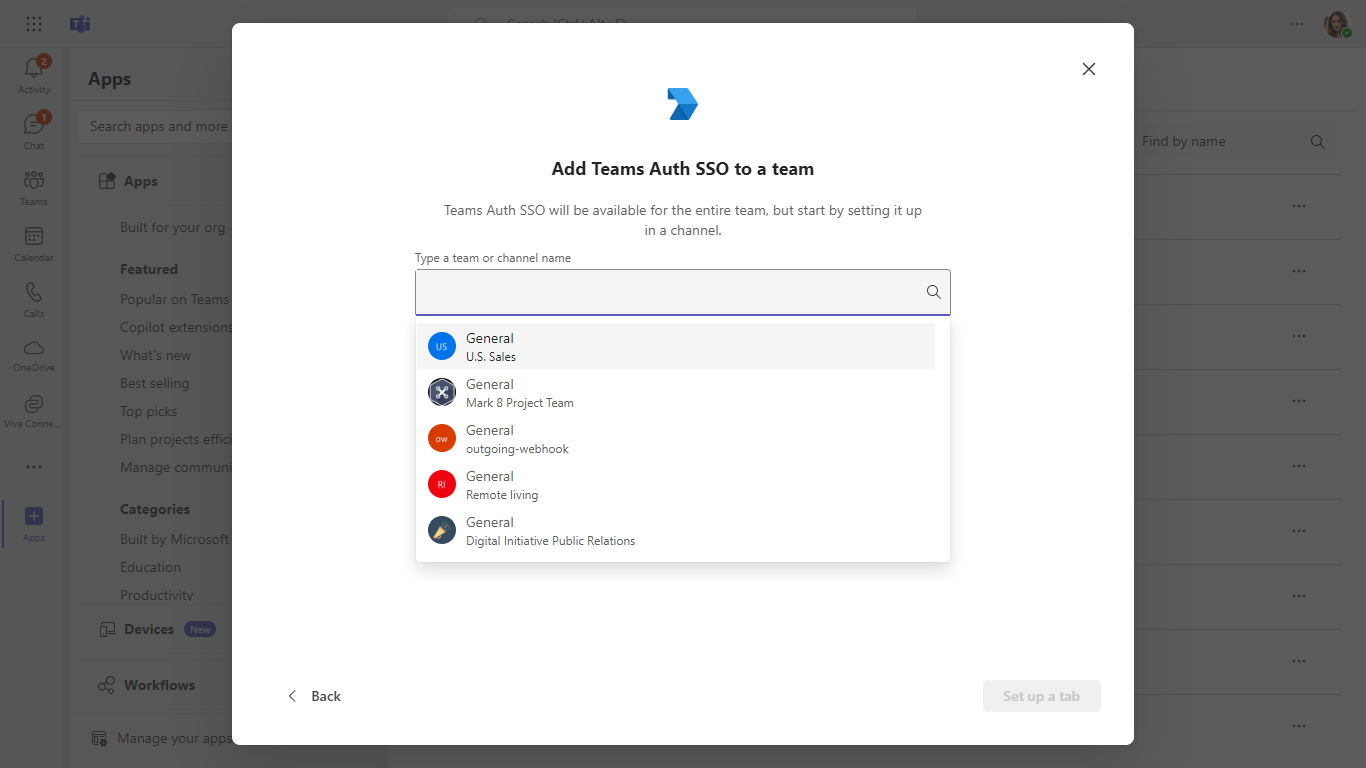 Search (Ctrl+Alt+E)
2
Activity
1
Chat
Teams
Calendar
Calls
OneDrive
Viva Conne...
Apps
Apps
Search apps and more
Apps
Built for your org
Featured
Popular on Teams
Copilot extensions
What's new
Best selling
Top picks
Plan projects effici
Manage communi
Categories
Built by Microsoft
Education
Productivity
Devices New
Workflows
Manage your apps
Find by name
Add Teams Auth SSO to a team
Teams Auth SSO will be available for the entire team, but start by setting it up
in a channel.
Type a team or channel name
US
General
U.S. Sales
General
Mark 8 Project Team
ow
General
outgoing-webhook
RI
General
Remote living
General
Digital Initiative Public Relations
Back
Set up a tab